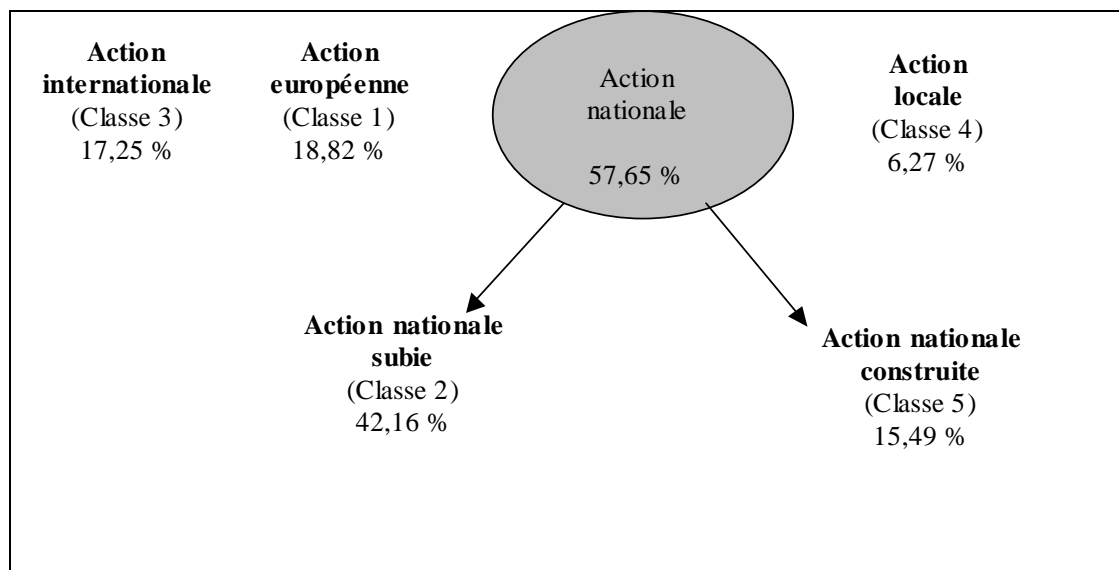 Action
internationale
(Classe 3)
17,25 %
Action
européenne
(Classe 1)
18,82 %
Action
nationale
57,65 %
Action
locale
(Classe 4)
6,27 %
Action nationale
subie
(Classe 2)
42,16 %
Action nationale
construite
(Classe 5)
15,49 %